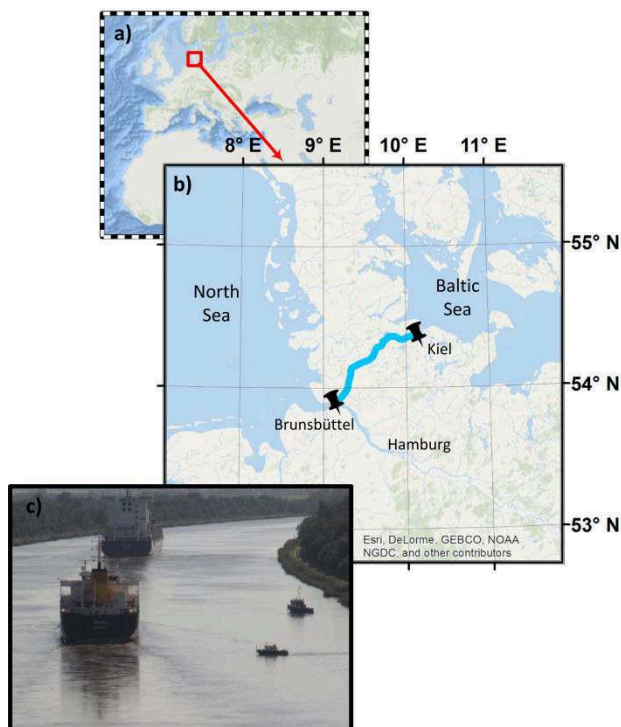 a)
8° E 9° E 10° E 11° E
b)
55° N
North
Sea
Baltic
Sea
Kiel
54° N
Brunsbüttel
Hamburg
53° N
Esri, DeLorme, GEBCO, NOAA
NGDC, and other contributors
c)